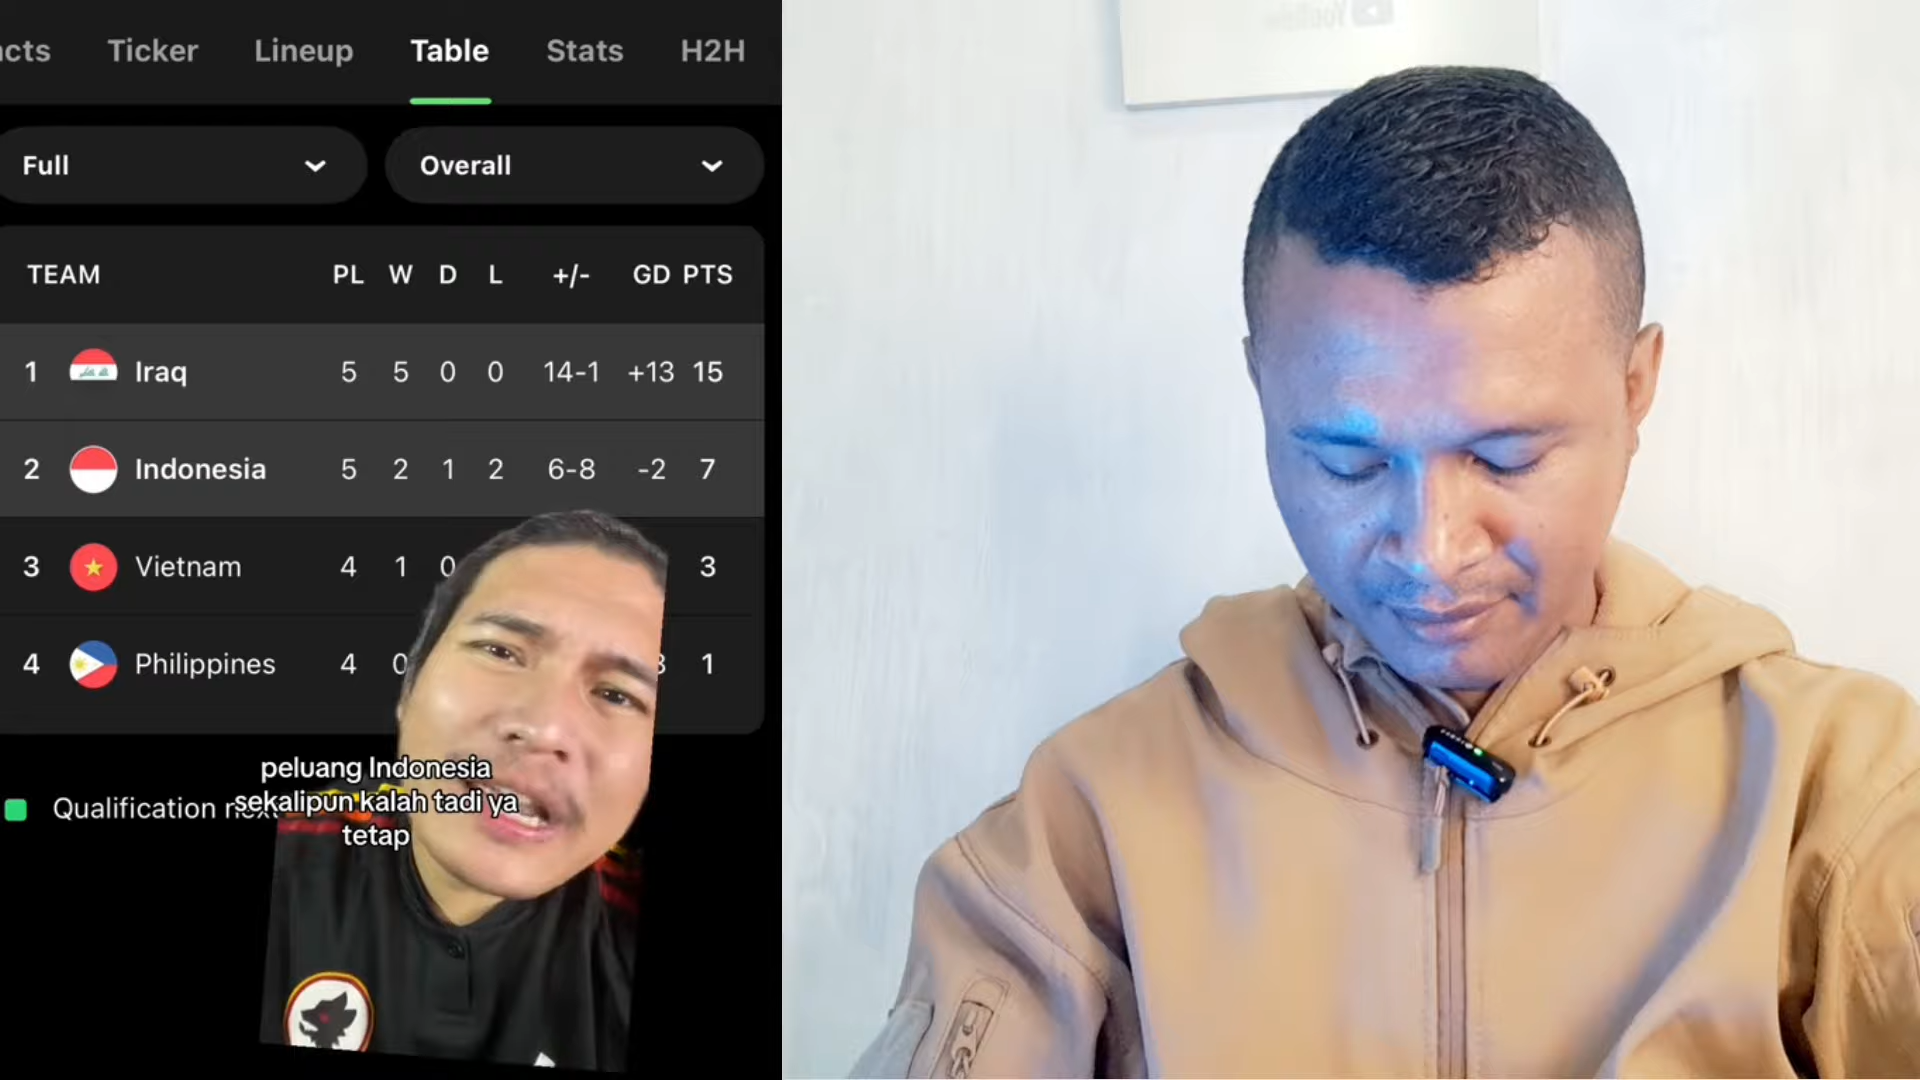 Ticker Lineup Table Stats H2H
Full Overall
TEAM PL W D L +/- GD PTS
1 Iraq 5 5 0 0 14-1 +13 15
2 Indonesia 5 2 1 2 6-8 -2 7
3 Vietnam 4 1 0 3
4 Philippines 4 0 1
peluang Indonesia
sekalipun kalah tadi ya
tetap
Qualification